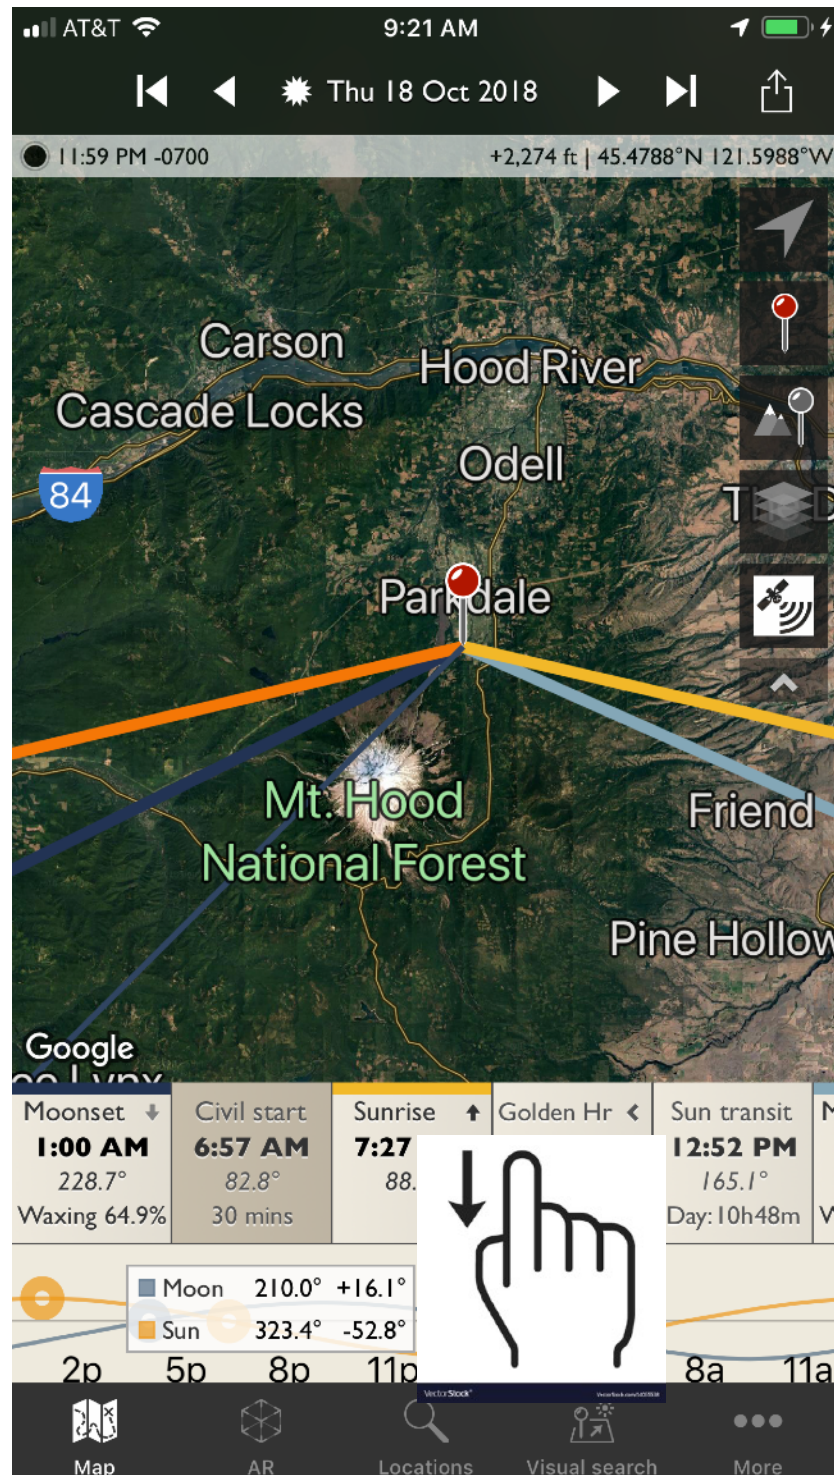 AT&T 9:21 AM
Thu 18 Oct 2018
11:59 PM -0700 +2,274 ft | 45.4788°N 121.5988°W
Carson
Hood River
Cascade Locks
Odell
84
Parkdale
Mt. Hood
National Forest
Friend
Pine Hollow
Google
Moonset Civil start Sunrise Golden Hr Sun transit
1:00 AM 6:57 AM 7:27 12:52 PM
228.7° 82.8° 88. 165.1°
Waxing 64.9% 30 mins Day: 10h48m
Moon 210.0° +16.1°
Sun 323.4° -52.8°
2p 5p 8p 11p 8a 11a
VectorStock® VectorStock.com/
Map AR Locations Visual search More